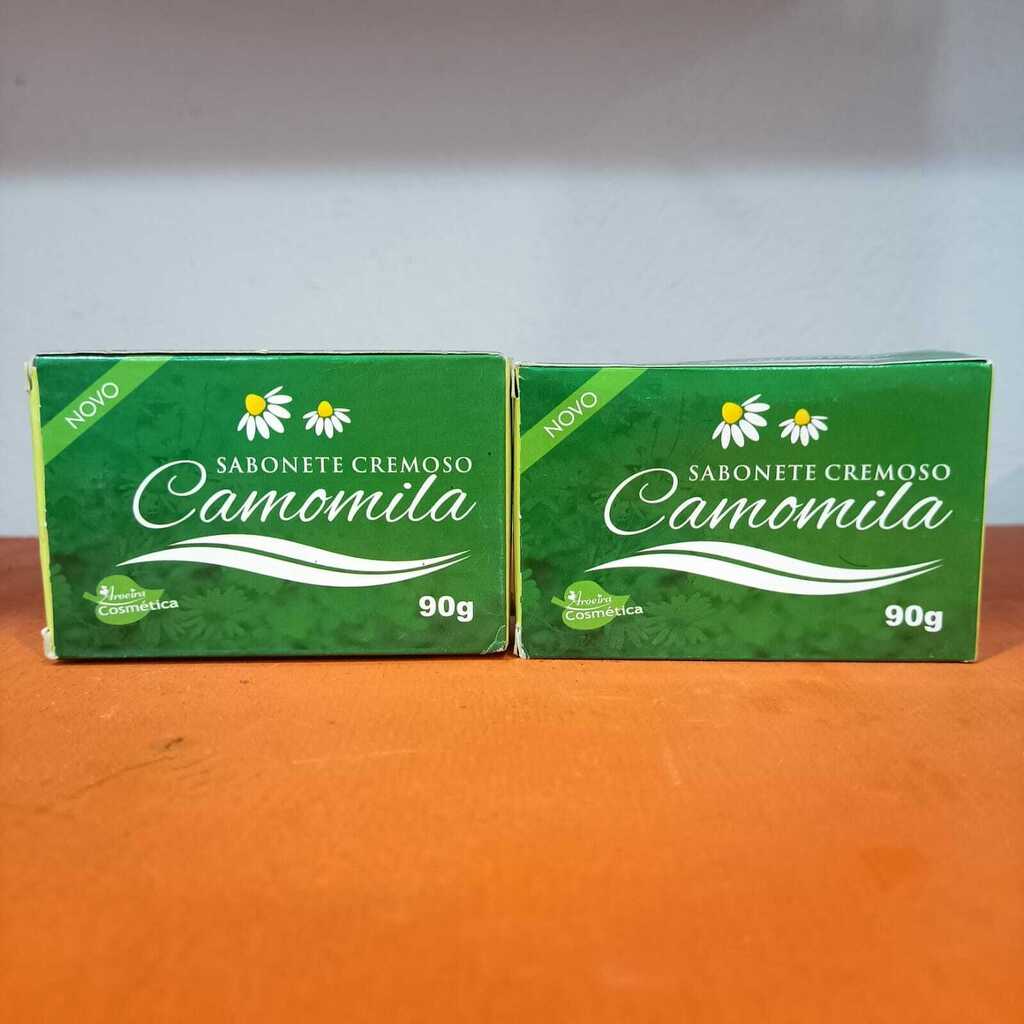 NOVO
SABONETE CREMOSO
Camomila
Aroeira
Cosmética
90g
NOVO
SABONETE CREMOSO
Camomila
Aroeira
Cosmética
90g